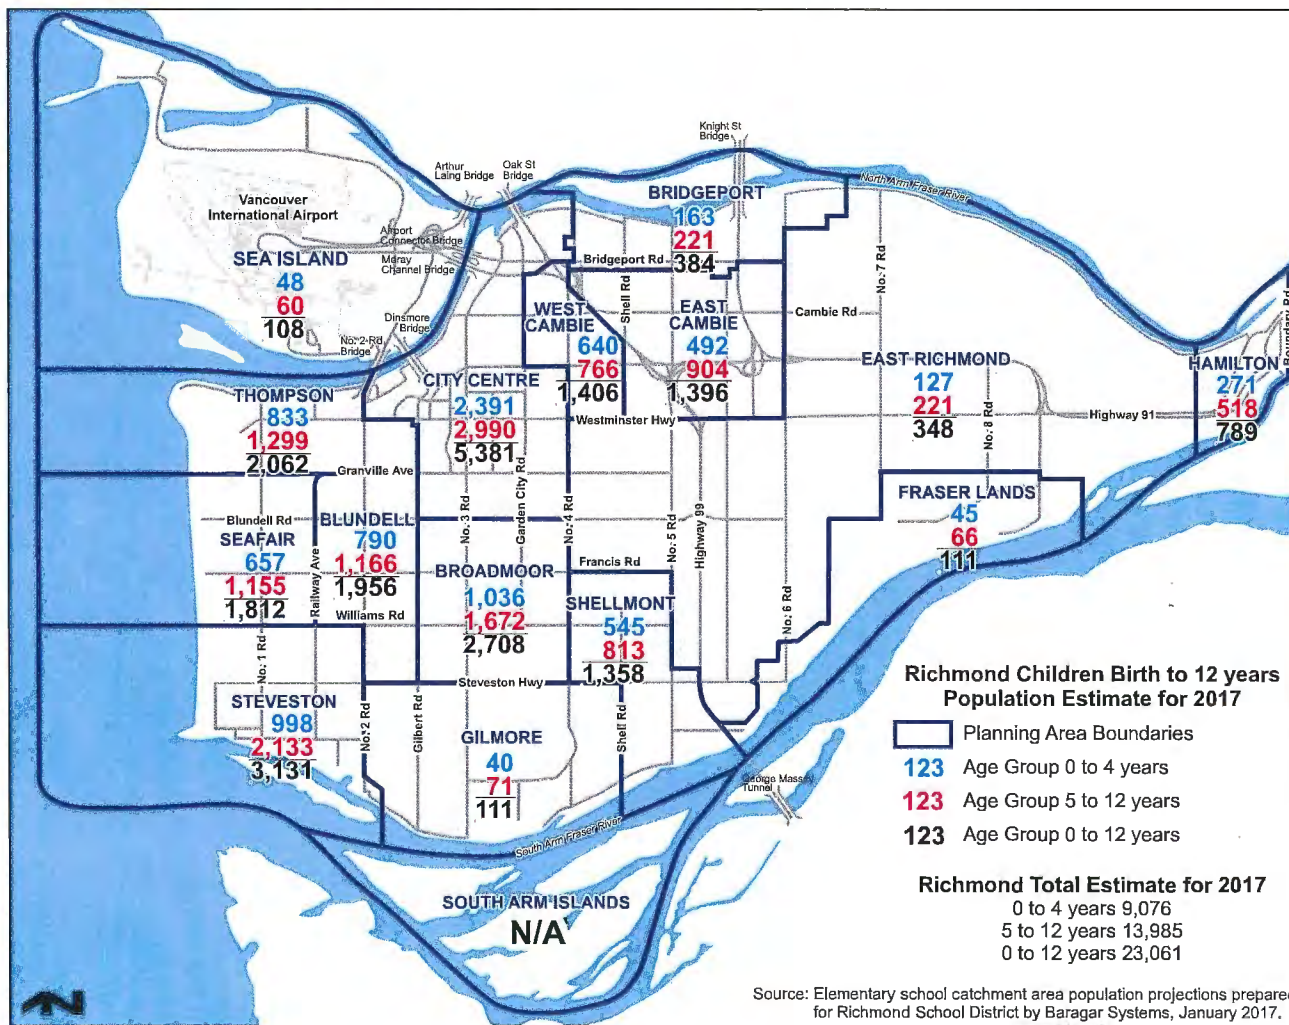 Knight St
Bridge
Arthur
Laing Bridge
Oak St
Bridge
North Arm Fraser River
BRIDGEPORT
163
221
384
Vancouver
International Airport
Airport
Connector Bridge
Moray
Channel Bridge
SEA ISLAND
48
60
108
Bridgeport Rd
Shell Rd
No. 7 Rd
Boundary Rd
Dinsmore
Bridge
No. 2 Rd
Bridge
WEST
CAMBIE
640
766
1,406
EAST
CAMBIE
492
904
1,396
Cambie Rd
EAST RICHMOND
127
221
348
HAMILTON
271
518
789
THOMPSON
833
1,299
2,062
CITY CENTRE
2,391
2,990
5,381
Westminster Hwy
Highway 91
No. 8 Rd
Granville Ave
Garden City Rd
No. 3 Rd
No. 4 Rd
No. 5 Rd
Highway 99
FRASER LANDS
45
66
111
Blundell Rd
SEAFAIR
657
1,155
1,812
Railway Ave
BLUNDELL
790
1,166
1,956
BROADMOOR
1,036
1,672
2,708
Francis Rd
SHELLMONT
545
813
1,358
No. 6 Rd
Williams Rd
No. 1 Rd
Steveston Hwy
STEVESTON
998
2,133
3,131
No. 2 Rd
Gilbert Rd
GILMORE
40
71
111
Shell Rd
George Massey
Tunnel
South Arm Fraser River
SOUTH ARM ISLANDS
N/A
Richmond Children Birth to 12 years
Population Estimate for 2017
Planning Area Boundaries
123 Age Group 0 to 4 years
123 Age Group 5 to 12 years
123 Age Group 0 to 12 years
Richmond Total Estimate for 2017
0 to 4 years 9,076
5 to 12 years 13,985
0 to 12 years 23,061
Source: Elementary school catchment area population projections prepare
for Richmond School District by Baragar Systems, January 2017.